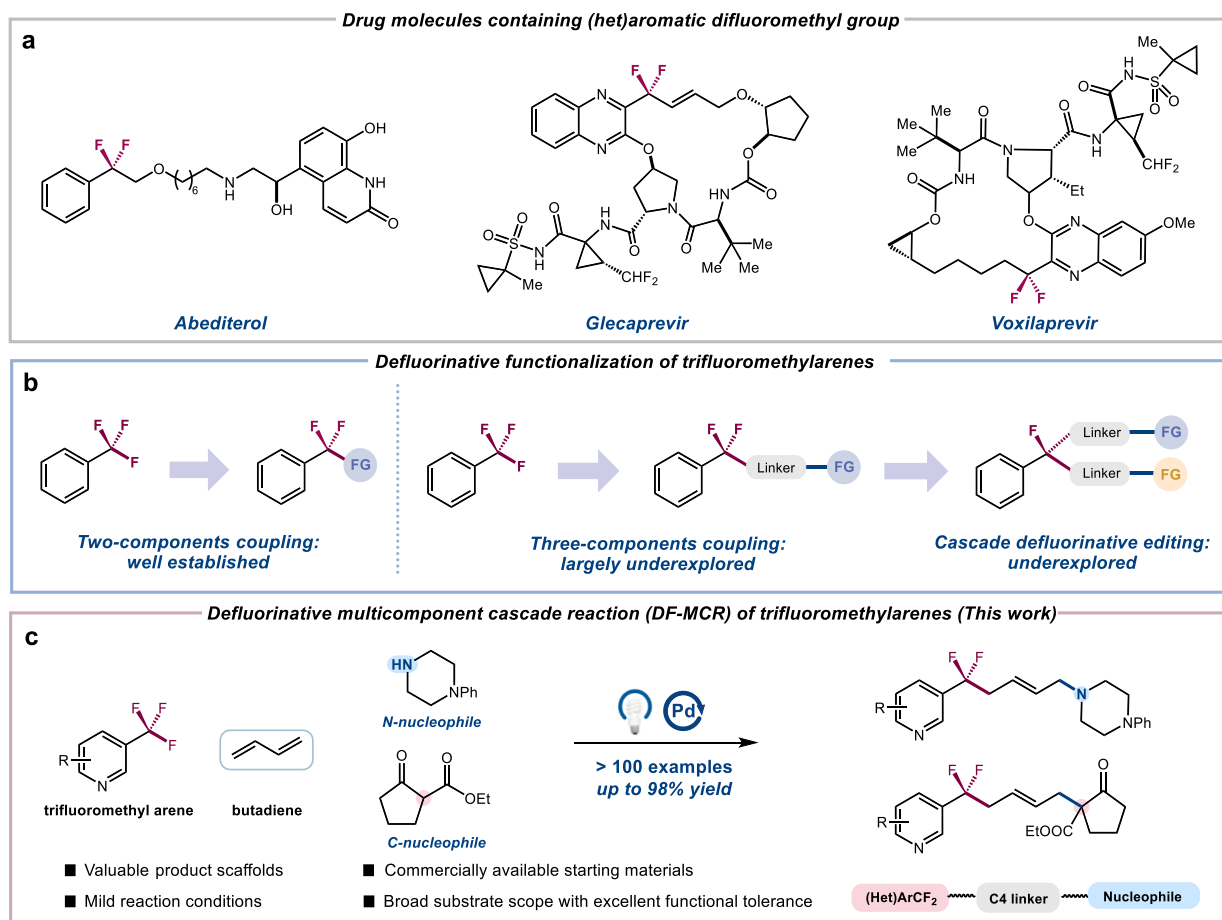 Drug molecules containing (het)aromatic difluoromethyl group
a
F F
O
( )6
N
H
OH
OH
NH
O
Abediterol
F F
N
N
O
O
O
O
N
HN
O
Me
Me
Me
O
HN
O
O
O
S
N
H
Me
CHF2
Glecaprevir
Me
H
N
S
O
O
O
N
H
CHF2
O
O
N
Me
Me
Me
NH
Et
O
O
O
N
N
OMe
F F
Voxilaprevir
Defluorinative functionalization of trifluoromethylarenes
b
F F
F
F F
FG
Two-components coupling:
well established
F F
F
F F
Linker
FG
Three-components coupling:
largely underexplored
F
Linker
FG
Linker
FG
Cascade defluorinative editing:
underexplored
Defluorinative multicomponent cascade reaction (DF-MCR) of trifluoromethylarenes (This work)
c
F F
F
R
N
trifluoromethyl arene
butadiene
HN
NPh
N-nucleophile
O O
OEt
C-nucleophile
Pd
> 100 examples
up to 98% yield
F F
R
N
N
NPh
F F
O
R
N
EtOOC
■ Valuable product scaffolds
■ Commercially available starting materials
■ Mild reaction conditions
■ Broad substrate scope with excellent functional tolerance
(Het)ArCF2
C4 linker
Nucleophile